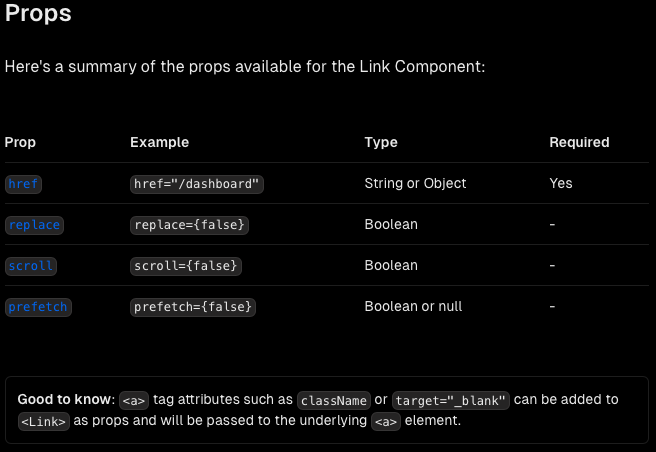 Props
Here's a summary of the props available for the Link Component:
Prop Example Type Required
href href="/dashboard" String or Object Yes
replace replace={false} Boolean -
scroll scroll={false} Boolean -
prefetch prefetch={false} Boolean or null -
Good to know: <a> tag attributes such as className or target="_blank" can be added to
<Link> as props and will be passed to the underlying <a> element.